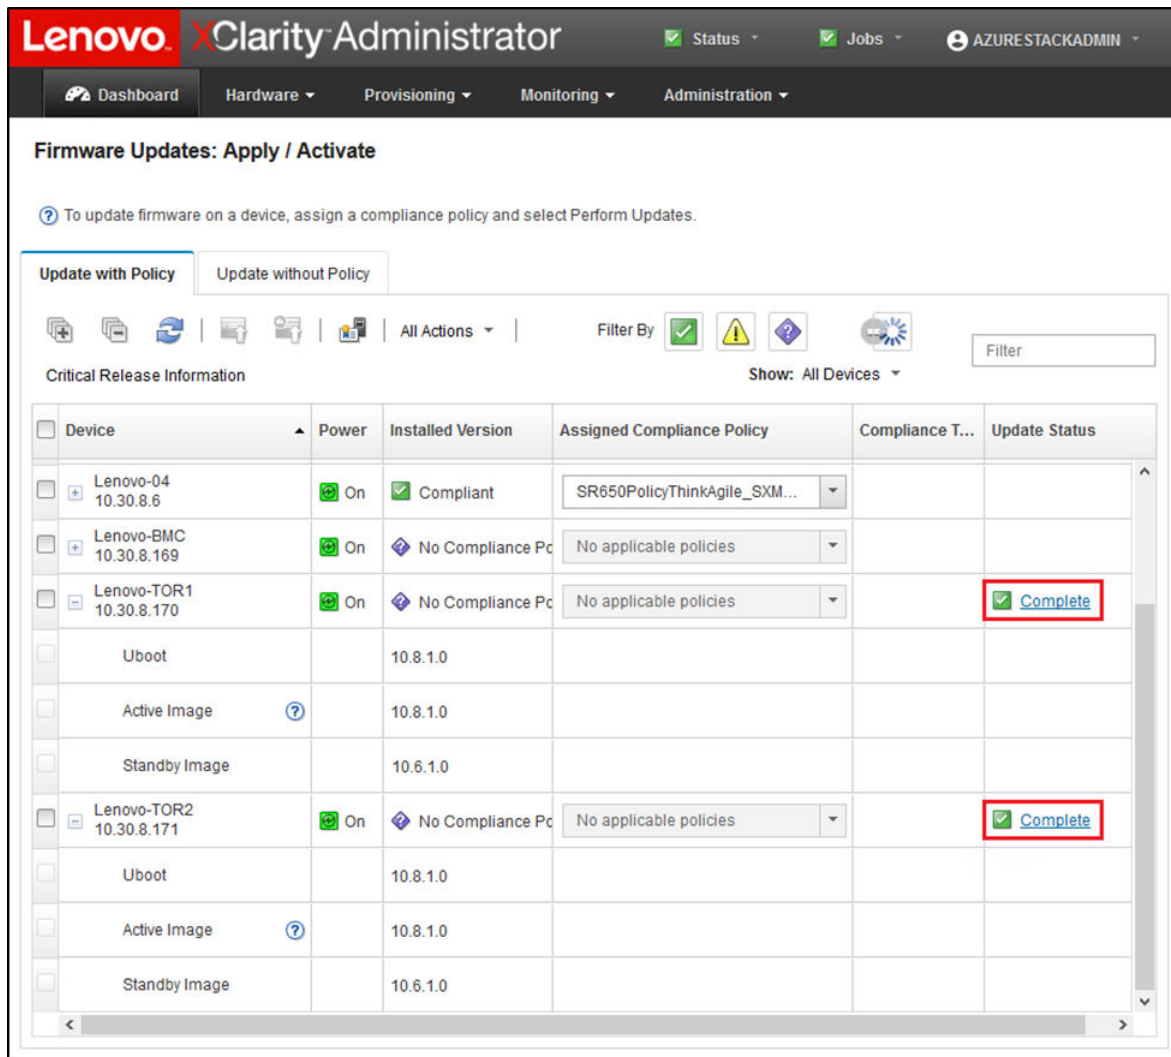 Lenovo. XClarity Administrator Status Jobs AZURESTACKADMIN
Dashboard Hardware Provisioning Monitoring Administration
Firmware Updates: Apply / Activate
? To update firmware on a device, assign a compliance policy and select Perform Updates.
Update with Policy Update without Policy
All Actions Filter By ? Filter
Critical Release Information Show: All Devices
Device Power Installed Version Assigned Compliance Policy Compliance T... Update Status
Lenovo-04
10.30.8.6
On Compliant SR650PolicyThinkAgile_SXM...
Lenovo-BMC
10.30.8.169
On ? No Compliance Po No applicable policies
Lenovo-TOR1
10.30.8.170
On ? No Compliance Po No applicable policies Complete
Uboot 10.8.1.0
Active Image ? 10.8.1.0
Standby Image 10.6.1.0
Lenovo-TOR2
10.30.8.171
On ? No Compliance Po No applicable policies Complete
Uboot 10.8.1.0
Active Image ? 10.8.1.0
Standby Image 10.6.1.0